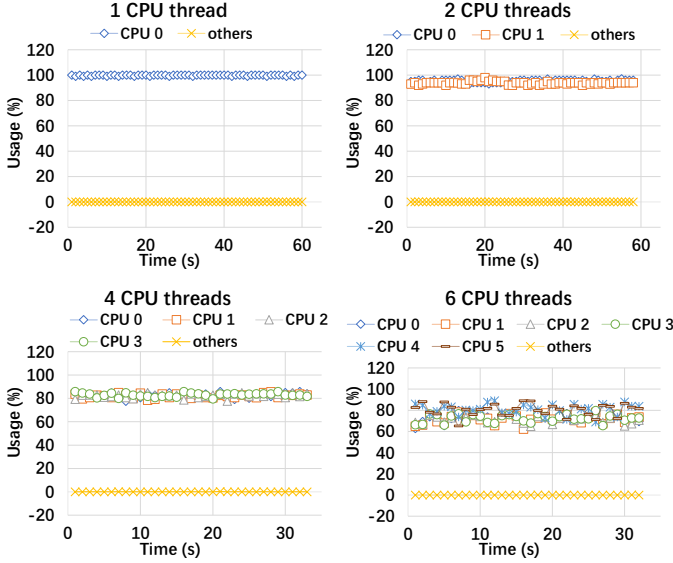 1 CPU thread
CPU 0 others
120
100
80
60
40
20
0
-20
Usage (%)
0 20 40 60
Time (s)
2 CPU threads
CPU 0 CPU 1 others
120
100
80
60
40
20
0
-20
Usage (%)
0 20 40 60
Time (s)
4 CPU threads
CPU 0 CPU 1 CPU 2
CPU 3 others
120
100
80
60
40
20
0
-20
Usage (%)
0 10 20 30
Time (s)
6 CPU threads
CPU 0 CPU 1 CPU 2 CPU 3
CPU 4 CPU 5 others
120
100
80
60
40
20
0
-20
Usage (%)
0 10 20 30
Time (s)